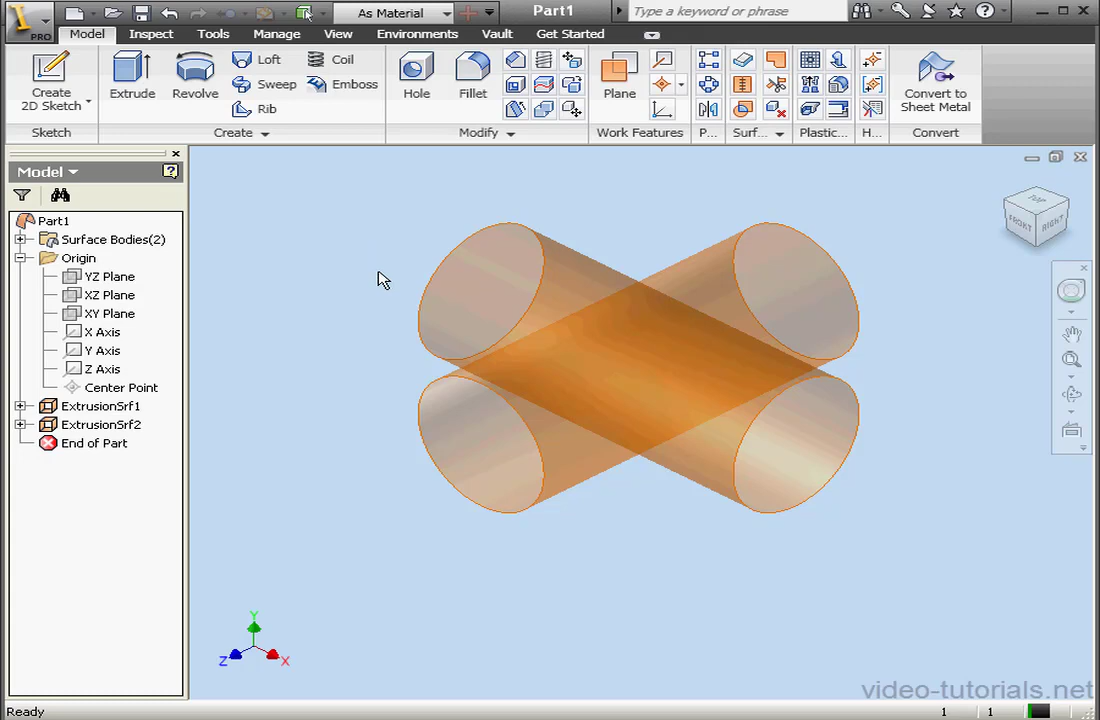 PRO
As Material
Part1
Type a keyword or phrase
Model Inspect Tools Manage View Environments Vault Get Started
Create
2D Sketch
Extrude
Revolve
Loft
Sweep
Rib
Coil
Emboss
Hole
Fillet
Plane
Convert to
Sheet Metal
Sketch
Create
Modify
Work Features
P...
Surf...
Plastic...
H...
Convert
Model
Part1
Surface Bodies(2)
Origin
YZ Plane
XZ Plane
XY Plane
X Axis
Y Axis
Z Axis
Center Point
ExtrusionSrf1
ExtrusionSrf2
End of Part
TOP
FRONT
RIGHT
Y
Z
X
video-tutorials.net
Ready
1
1